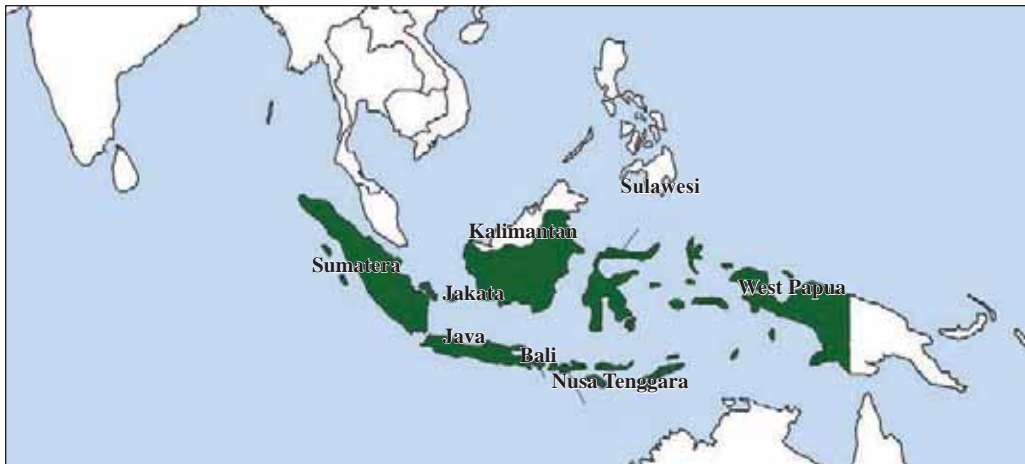 Sulawesi
Kalimantan
Sumatera
West Papua
Jakata
Java
Bali
Nusa Tenggara